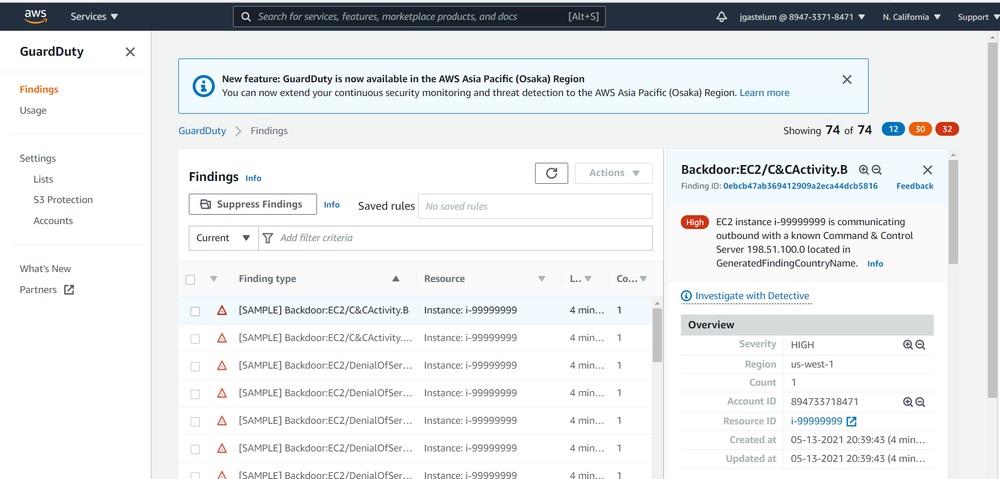 aws
Services
Search for services, features, marketplace products, and docs
[Alt+S]
jgastelum @ 8947-3371-8471
N. California
Support
GuardDuty
Findings
Usage
Settings
Lists
S3 Protection
Accounts
What's New
Partners
New feature: GuardDuty is now available in the AWS Asia Pacific (Osaka) Region
You can now extend your continuous security monitoring and threat detection to the AWS Asia Pacific (Osaka) Region. Learn more
GuardDuty
Findings
Showing 74 of 74
12
30
32
Findings Info
Actions
Suppress Findings
Info
Saved rules
No saved rules
Current
Add filter criteria
Finding type
Resource
L..
Co...
[SAMPLE] Backdoor:EC2/C&CActivity.B Instance: i-99999999 4 min... 1
[SAMPLE] Backdoor:EC2/C&CActivity.... Instance: i-99999999 4 min... 1
[SAMPLE] Backdoor:EC2/DenialOfSer... Instance: i-99999999 4 min... 1
[SAMPLE] Backdoor:EC2/DenialOfSer... Instance: i-99999999 4 min... 1
[SAMPLE] Backdoor:EC2/DenialOfSer... Instance: i-99999999 4 min... 1
[SAMPLE] Backdoor:EC2/DenialOfSer... Instance: i-99999999 4 min... 1
[SAMPLE] Backdoor:EC2/DenialOfSer... Instance: i-99999999 4 min... 1
Backdoor:EC2/C&CActivity.B
Finding ID: 0ebcb47ab369412909a2eca44dcb5816
Feedback
High
EC2 instance i-99999999 is communicating
outbound with a known Command & Control
Server 198.51.100.0 located in
GeneratedFindingCountryName. Info
Investigate with Detective
Overview
Severity HIGH
Region us-west-1
Count 1
Account ID 894733718471
Resource ID i-99999999
Created at 05-13-2021 20:39:43 (4 min...
Updated at 05-13-2021 20:39:43 (4 min...